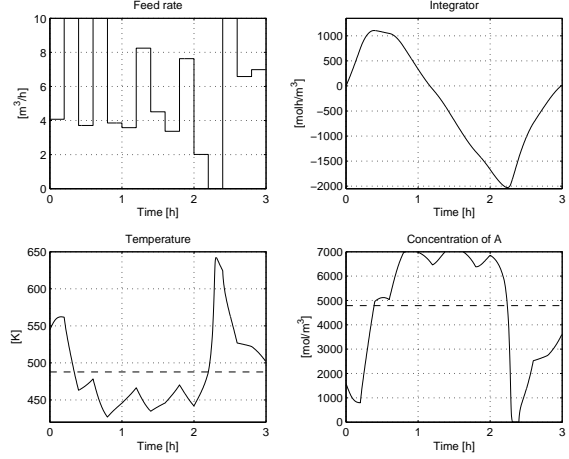 Feed rate
10
8
6
4
2
0
[m³/h]
0 1 2 3
Time [h]
Integrator
1000
500
0
−500
−1000
−1500
−2000
[molh/m³]
0 1 2 3
Time [h]
Temperature
650
600
550
500
450
[K]
0 1 2 3
Time [h]
Concentration of A
7000
6000
5000
4000
3000
2000
1000
0
[mol/m³]
0 1 2 3
Time [h]